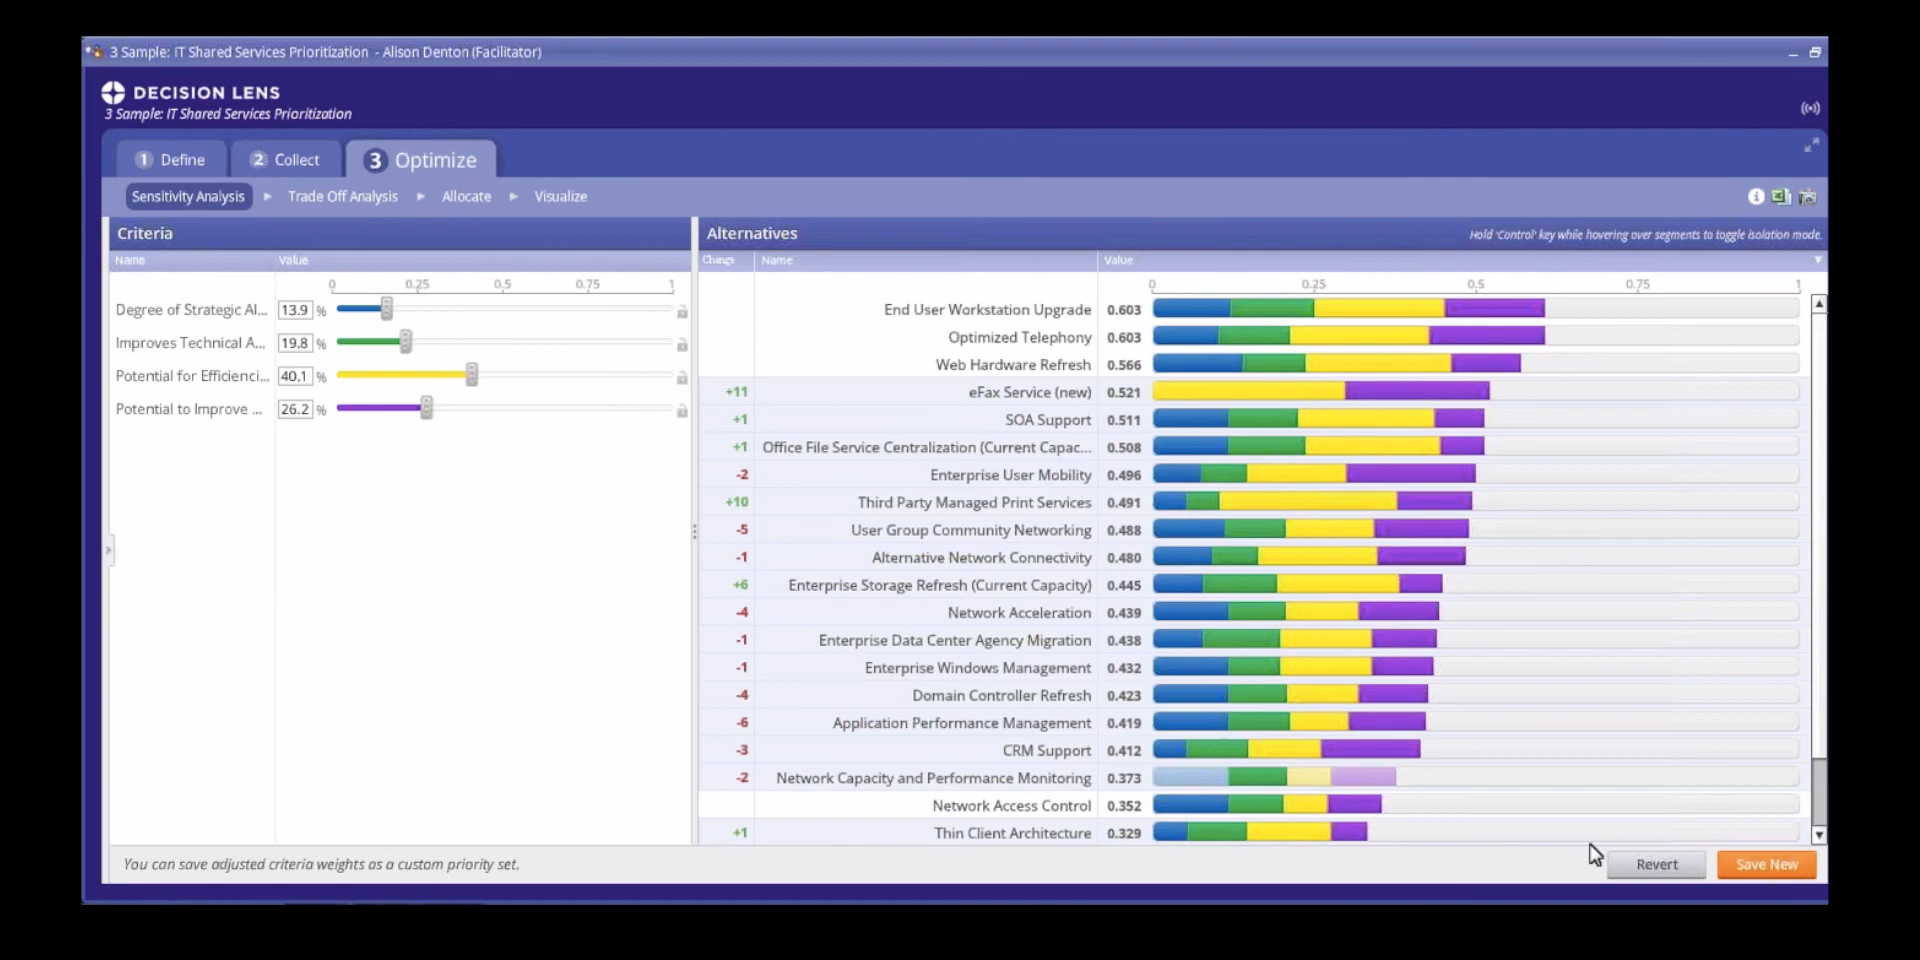 3 Sample: IT Shared Services Prioritization - Alison Denton (Facilitator)
DECISION LENS
3 Sample: IT Shared Services Prioritization
1 Define 2 Collect 3 Optimize
Sensitivity Analysis Trade Off Analysis Allocate Visualize
Criteria
Name Value
0 0.25 0.5 0.75 1
Degree of Strategic Al... 13.9 %
Improves Technical A... 19.8 %
Potential for Efficienci... 40.1 %
Potential to Improve ... 26.2 %
Alternatives Hold 'Control' key while hovering over segments to toggle isolation mode.
Change Name Value
0 0.25 0.5 0.75 1
End User Workstation Upgrade 0.603
Optimized Telephony 0.603
Web Hardware Refresh 0.566
+11 eFax Service (new) 0.521
+1 SOA Support 0.511
+1 Office File Service Centralization (Current Capac... 0.508
-2 Enterprise User Mobility 0.496
+10 Third Party Managed Print Services 0.491
-5 User Group Community Networking 0.488
-1 Alternative Network Connectivity 0.480
+6 Enterprise Storage Refresh (Current Capacity) 0.445
-4 Network Acceleration 0.439
-1 Enterprise Data Center Agency Migration 0.438
-1 Enterprise Windows Management 0.432
-4 Domain Controller Refresh 0.423
-6 Application Performance Management 0.419
-3 CRM Support 0.412
-2 Network Capacity and Performance Monitoring 0.373
Network Access Control 0.352
+1 Thin Client Architecture 0.329
You can save adjusted criteria weights as a custom priority set.
Revert Save New